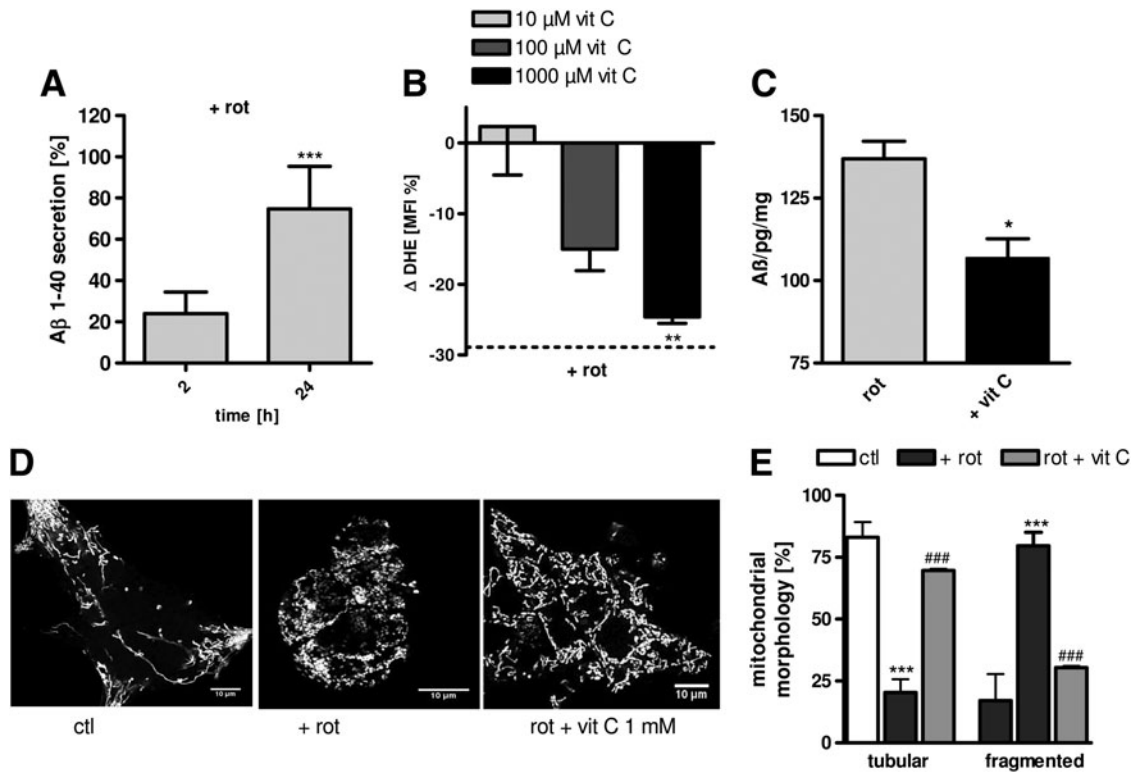 10 µM vit C
100 µM vit C
1000 µM vit C
A
+ rot
Aβ 1-40 secretion [%]
120
100
80
60
40
20
0
***
2
24
time [h]
B
Δ DHE [MFI %]
0
-10
-20
-30
**
+ rot
C
Aß/pg/mg
150
125
100
75
*
rot
+ vit C
D
10 µm
10 µm
10 µm
ctl
+ rot
rot + vit C 1 mM
E
ctl
+ rot
rot + vit C
mitochondrial
morphology [%]
100
75
50
25
0
***
###
***
###
tubular
fragmented